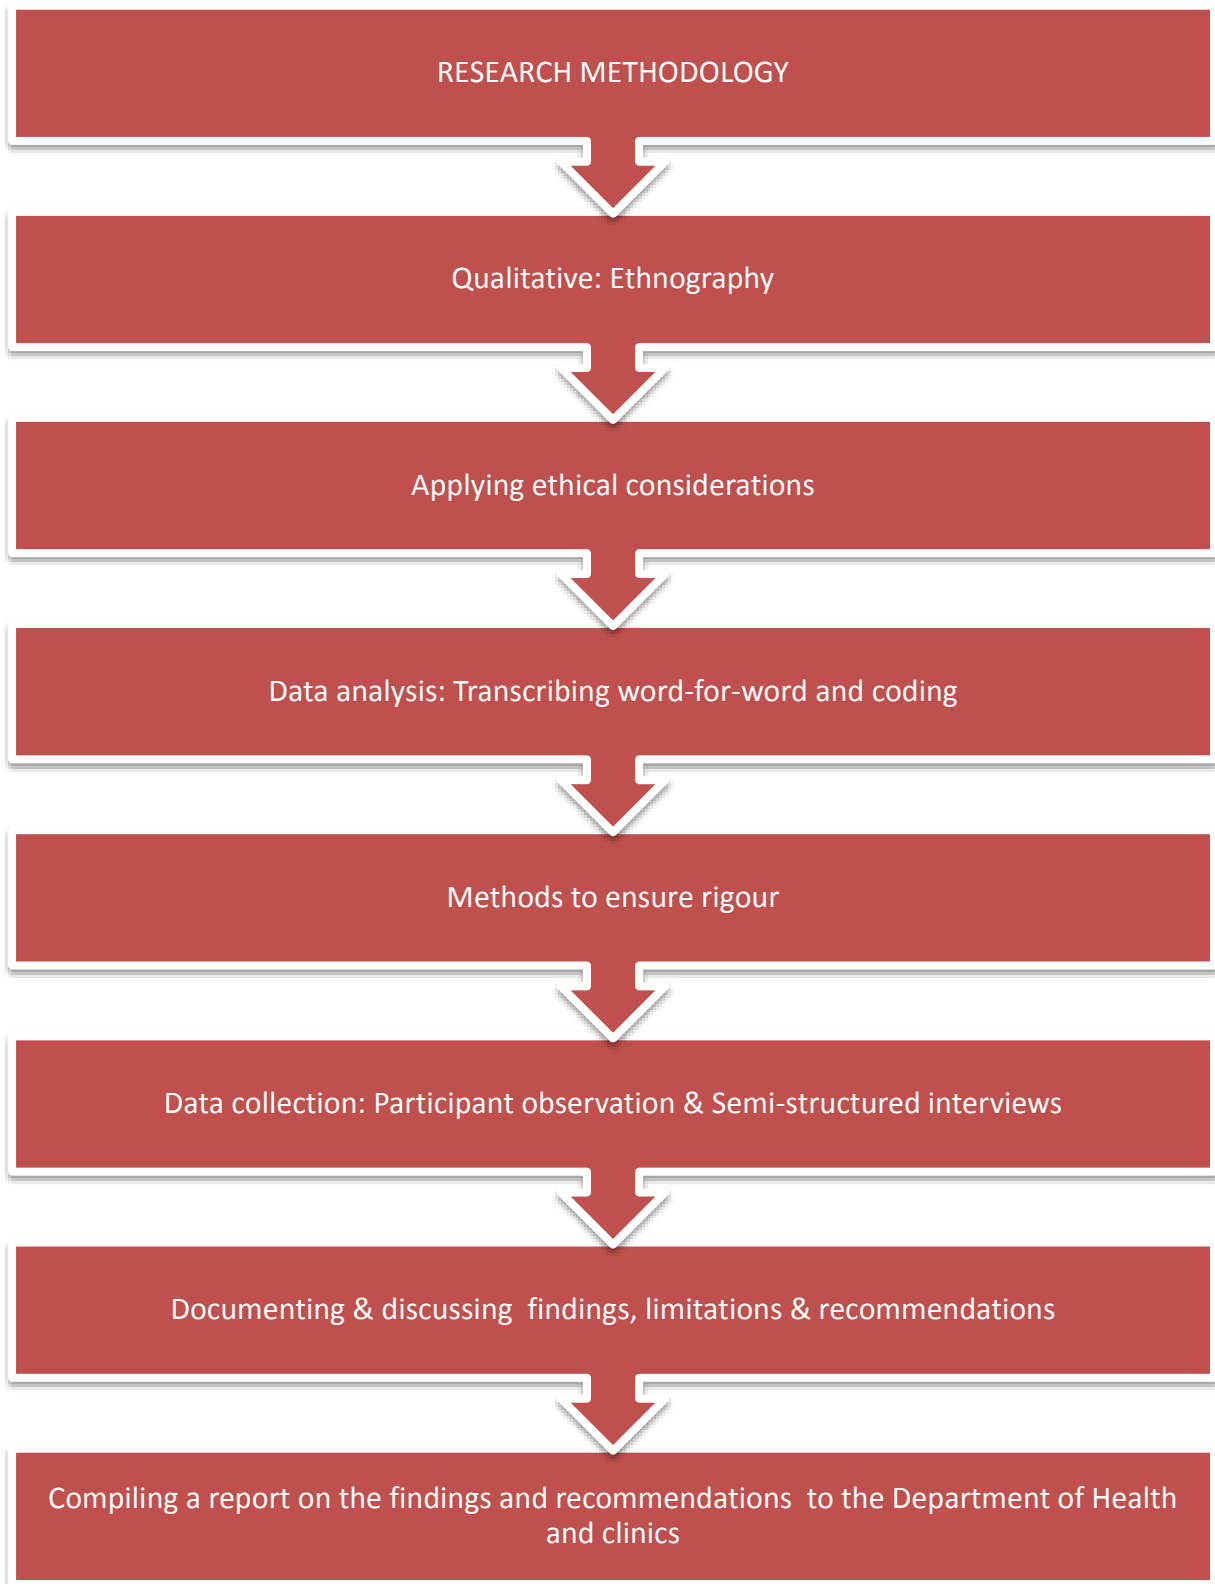 RESEARCH METHODOLOGY
Qualitative: Ethnography
Applying ethical considerations
Data analysis: Transcribing word-for-word and coding
Methods to ensure rigour
Data collection: Participant observation & Semi-structured interviews
Documenting & discussing  findings, limitations & recommendations
Compiling a report on the findings and recommendations  to the Department of Health
and clinics